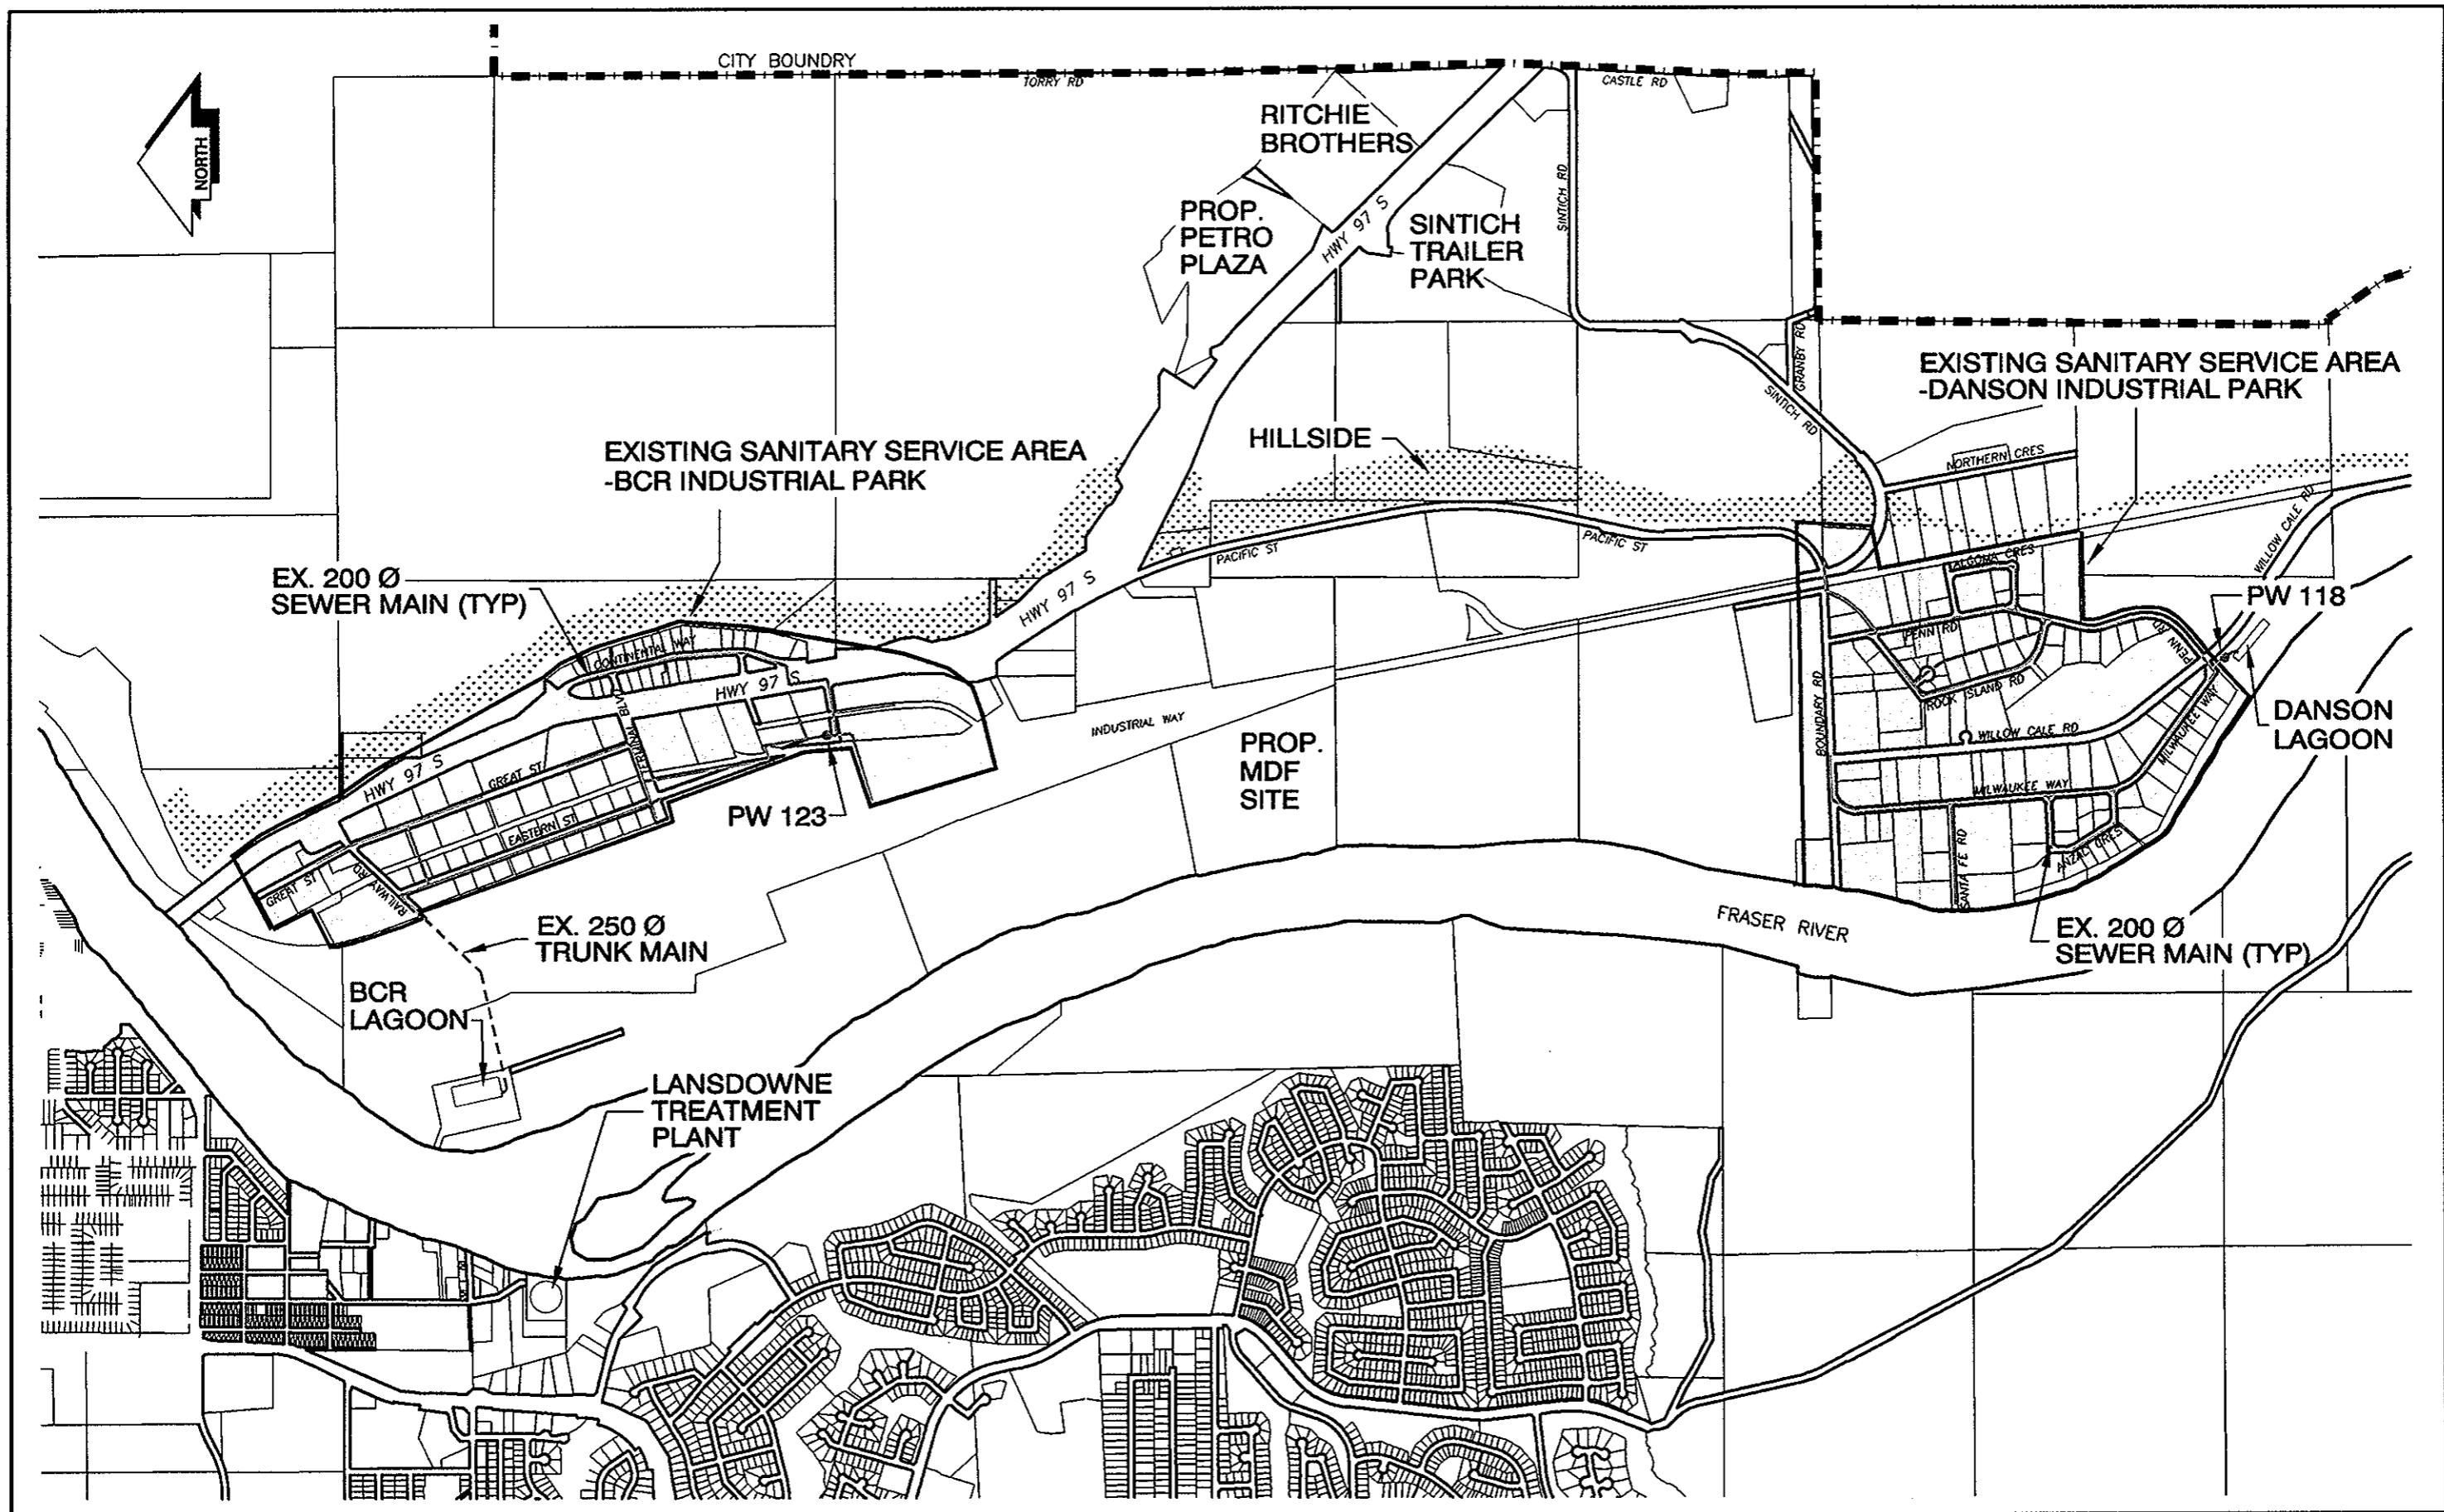 CITY BOUNDRY
TORRY RD
CASTLE RD
NORTH
RITCHIE
BROTHERS
SINTICH RD
PROP.
PETRO
PLAZA
HWY 97 S
SINTICH
TRAILER
PARK
GRANBY RD
EXISTING SANITARY SERVICE AREA
-DANSON INDUSTRIAL PARK
SINTICH RD
HILLSIDE
EXISTING SANITARY SERVICE AREA
-BCR INDUSTRIAL PARK
NORTHERN CRES
WILLOW CALE RD
PACIFIC ST
PACIFIC ST
ALGOMA CRES
EX. 200 Ø
SEWER MAIN (TYP)
HWY 97 S
PW 118
PENN RD
PENN RD
CONTINENTAL WAY
HWY 97 S
TERMINAL BLVD
ROCK ISLAND RD
BOUNDARY RD
INDUSTRIAL WAY
WILLOW CALE RD
MILWAUKEE WAY
DANSON
LAGOON
PROP.
MDF
SITE
HWY 97 S
GREAT ST
MILWAUKEE WAY
PW 123
EASTERN ST
SANTA FE RD
ANZAC CRES
GREAT ST
RAILWAY RD
FRASER RIVER
EX. 250 Ø
TRUNK MAIN
EX. 200 Ø
SEWER MAIN (TYP)
BCR
LAGOON
LANSDOWNE
TREATMENT
PLANT